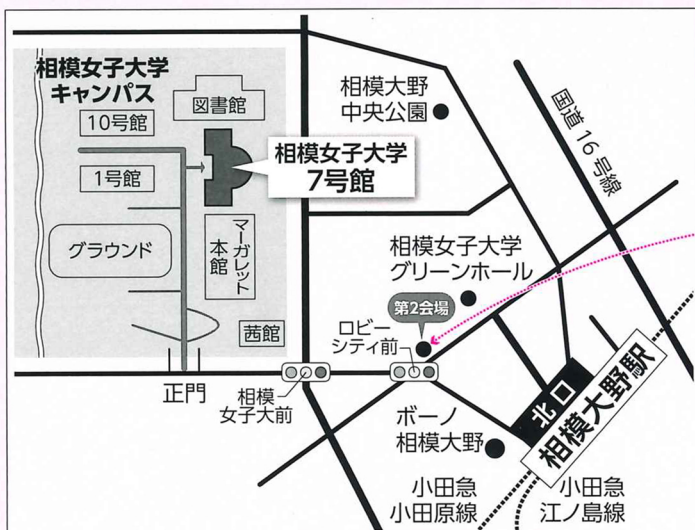 相模女子大学
キャンパス
図書館
10号館
1号館
相模女子大学
7号館
グラウンド
マーガレット
本館
茜館
正門
相模
女子大前
相模大野
中央公園
国道16号線
相模女子大学
グリーンホール
第2会場
ロビー
シティ前
ボーノ
相模大野
北口
相模大野駅
小田急
小田原線
小田急
江ノ島線